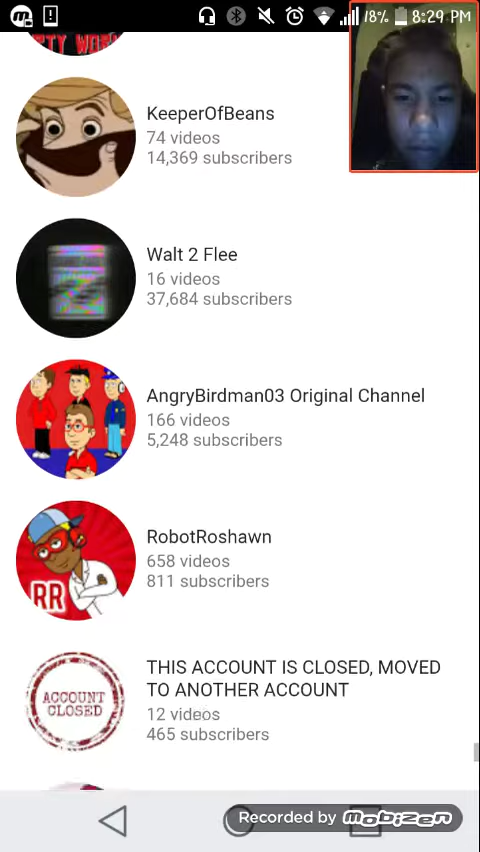 18% 8:29 PM
KeeperOfBeans
74 videos
14,369 subscribers
Walt 2 Flee
16 videos
37,684 subscribers
AngryBirdman03 Original Channel
166 videos
5,248 subscribers
RobotRoshawn
658 videos
811 subscribers
RR
THIS ACCOUNT IS CLOSED, MOVED
TO ANOTHER ACCOUNT
12 videos
465 subscribers
ACCOUNT
CLOSED
Recorded by mobizen